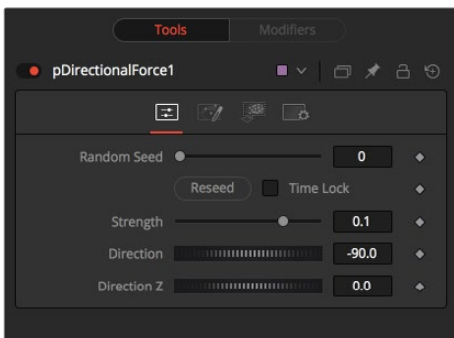 Tools Modifiers
pDirectionalForce1
Random Seed 0
Reseed Time Lock
Strength 0.1
Direction -90.0
Direction Z 0.0